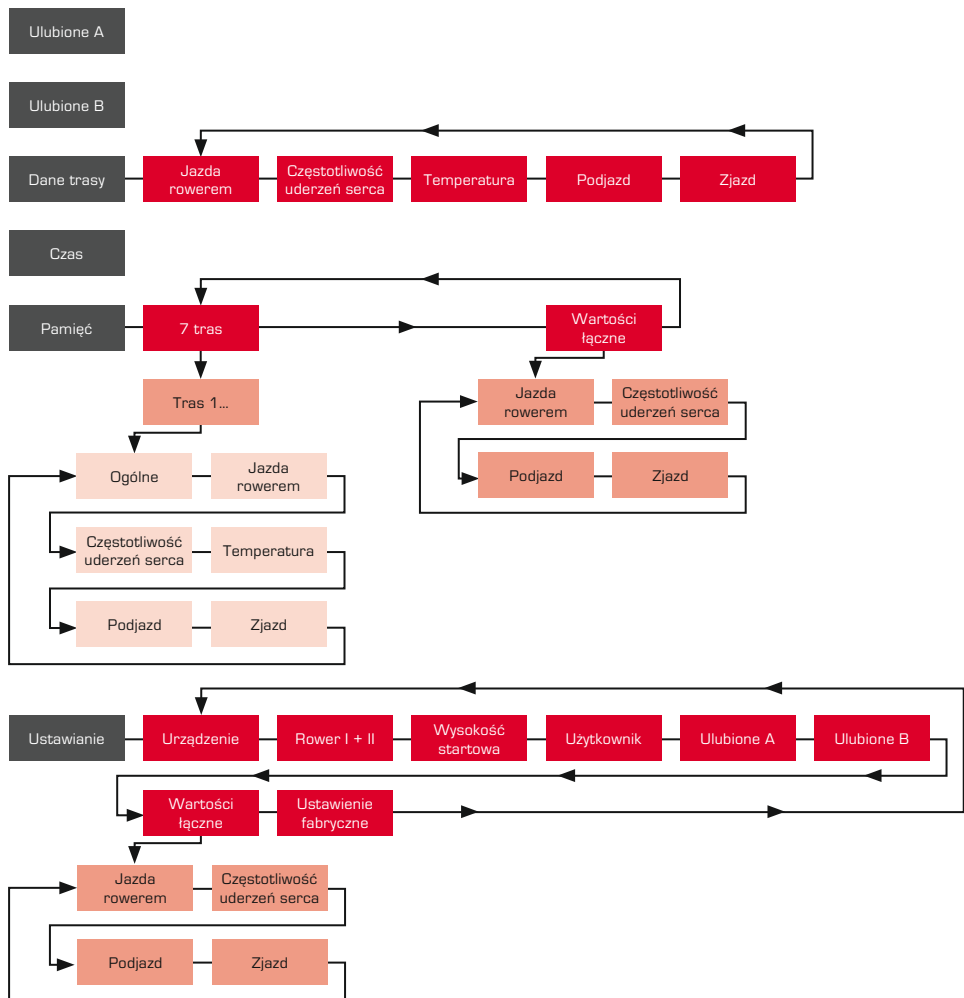 Ulubione A
Ulubione B
Dane trasy
Jazda
rowerem
Częstotliwość
uderzeń serca
Temperatura
Podjazd
Zjazd
Czas
Pamięć
7 tras
Wartości
łączne
Tras 1...
Jazda
rowerem
Częstotliwość
uderzeń serca
Podjazd
Zjazd
Ogólne
Jazda
rowerem
Częstotliwość
uderzeń serca
Temperatura
Podjazd
Zjazd
Ustawianie
Urządzenie
Rower I + II
Wysokość
startowa
Użytkownik
Ulubione A
Ulubione B
Wartości
łączne
Ustawienie
fabryczne
Jazda
rowerem
Częstotliwość
uderzeń serca
Podjazd
Zjazd